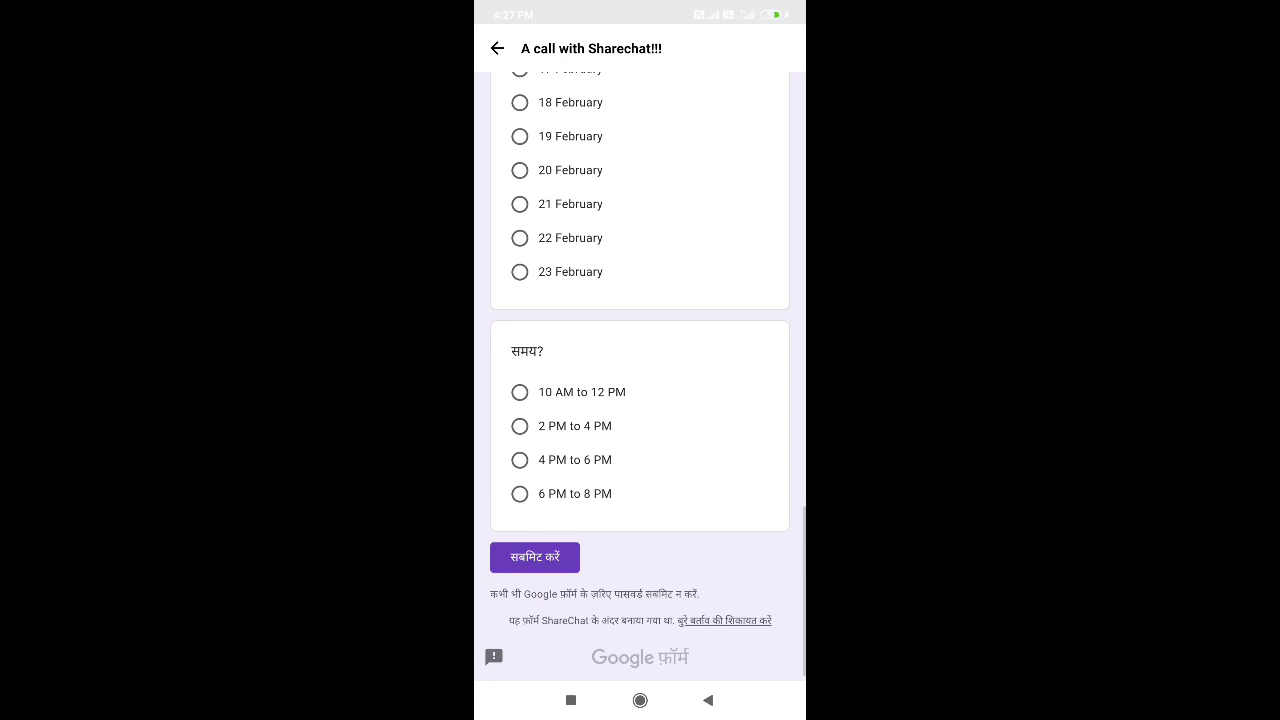 4:27 PM
A call with Sharechat!!!
18 February
19 February
20 February
21 February
22 February
23 February
समय?
10 AM to 12 PM
2 PM to 4 PM
4 PM to 6 PM
6 PM to 8 PM
सबमिट करें
कभी भी Google फ़ॉर्म के ज़रिए पासवर्ड सबमिट न करें.
यह फ़ॉर्म ShareChat के अंदर बनाया गया था. बुरे बर्ताव की शिकायत करें
Google फ़ॉर्म